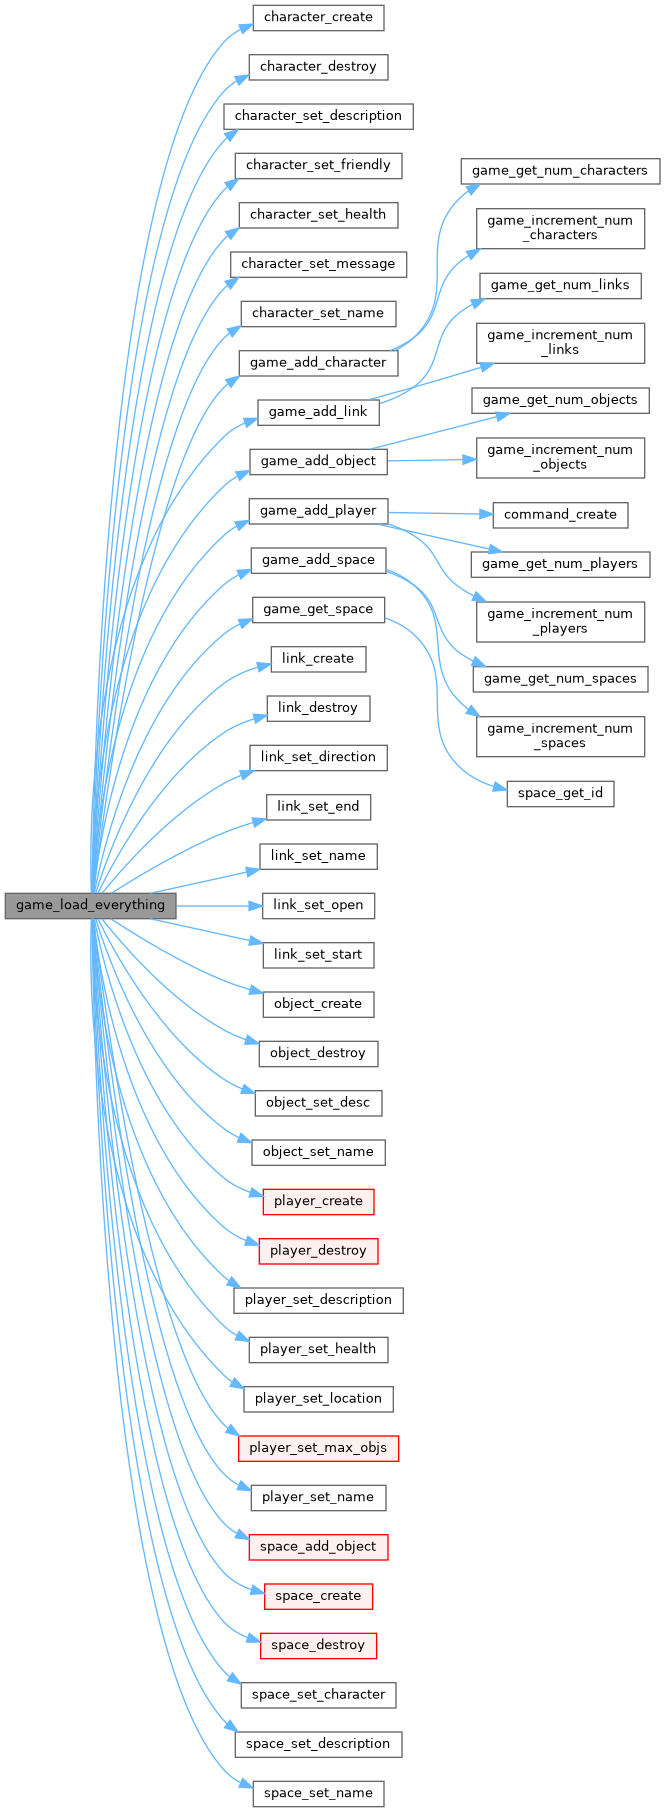 character_create
character_destroy
character_set_description
character_set_friendly
character_set_health
character_set_message
character_set_name
game_add_character
game_add_link
game_add_object
game_add_player
game_add_space
game_get_space
link_create
link_destroy
link_set_direction
link_set_end
link_set_name
game_load_everything
link_set_open
link_set_start
object_create
object_destroy
object_set_desc
object_set_name
player_create
player_destroy
player_set_description
player_set_health
player_set_location
player_set_max_objs
player_set_name
space_add_object
space_create
space_destroy
space_set_character
space_set_description
space_set_name
game_get_num_characters
game_increment_num
_characters
game_get_num_links
game_increment_num
_links
game_get_num_objects
game_increment_num
_objects
command_create
game_get_num_players
game_increment_num
_players
game_get_num_spaces
game_increment_num
_spaces
space_get_id